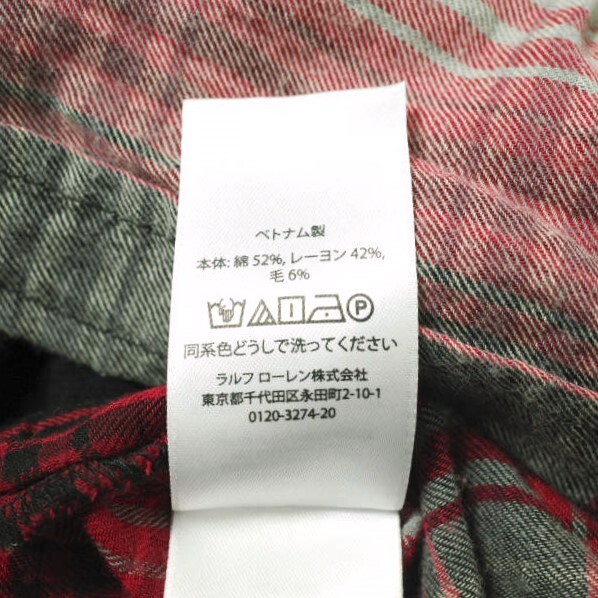 ベトナム製
本体: 綿 52%, レーヨン 42%,
毛 6%
P
同系色どうしで洗ってください
ラルフ ローレン株式会社
東京都千代田区永田町2-10-1
0120-3274-20